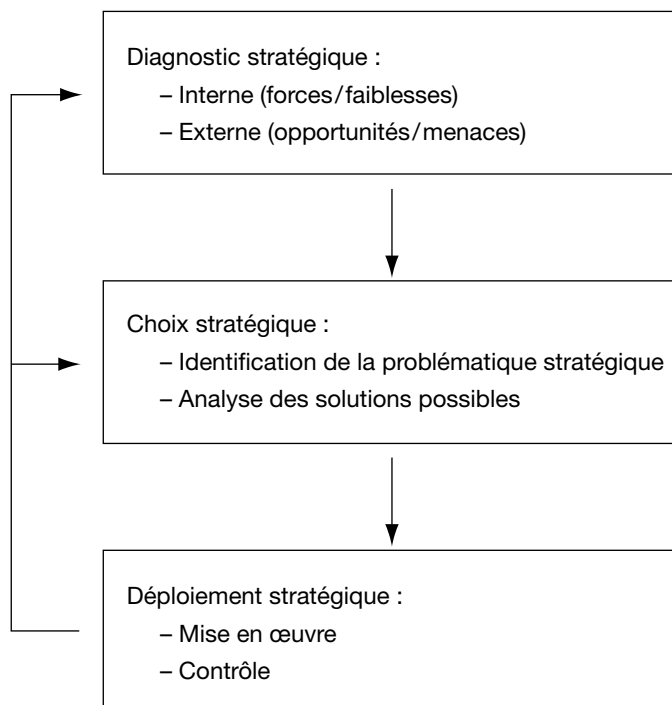 Diagnostic stratégique :
– Interne (forces/faiblesses)
– Externe (opportunités/menaces)
Choix stratégique :
– Identification de la problématique stratégique
– Analyse des solutions possibles
Déploiement stratégique :
– Mise en œuvre
– Contrôle